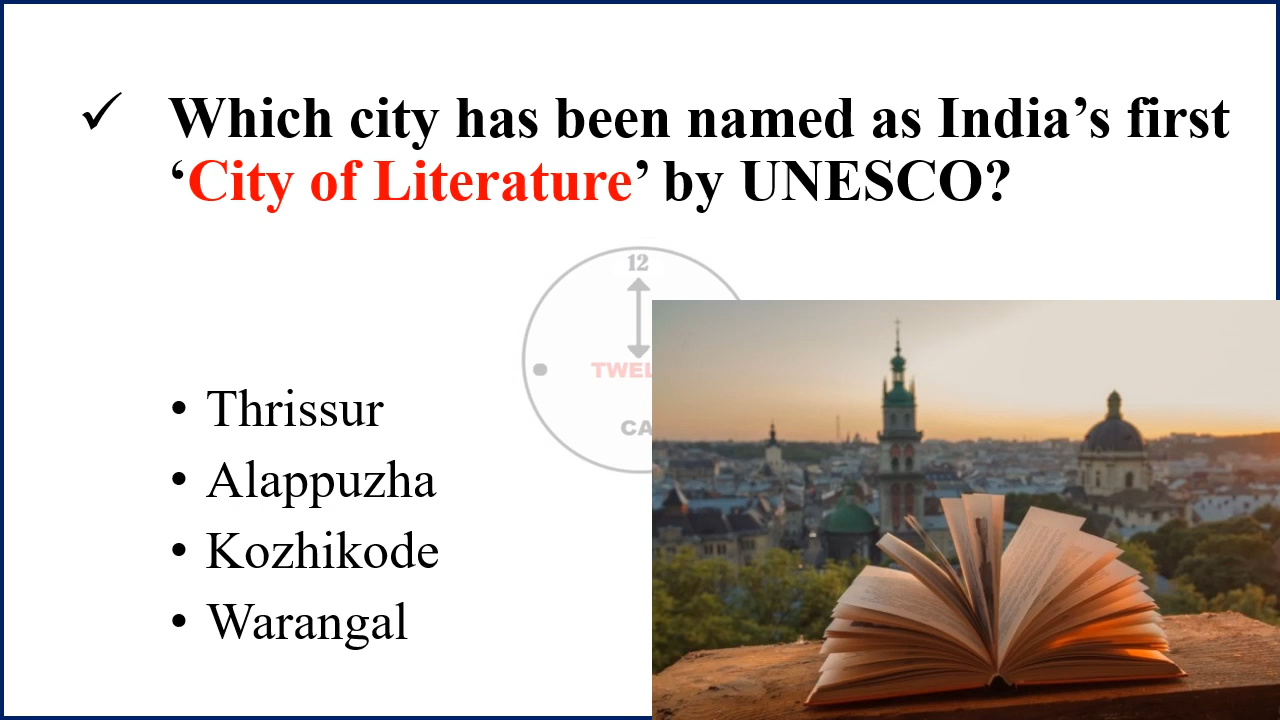 ✓ Which city has been named as India’s first
‘City of Literature’ by UNESCO?
12
TWEL
CA
• Thrissur
• Alappuzha
• Kozhikode
• Warangal